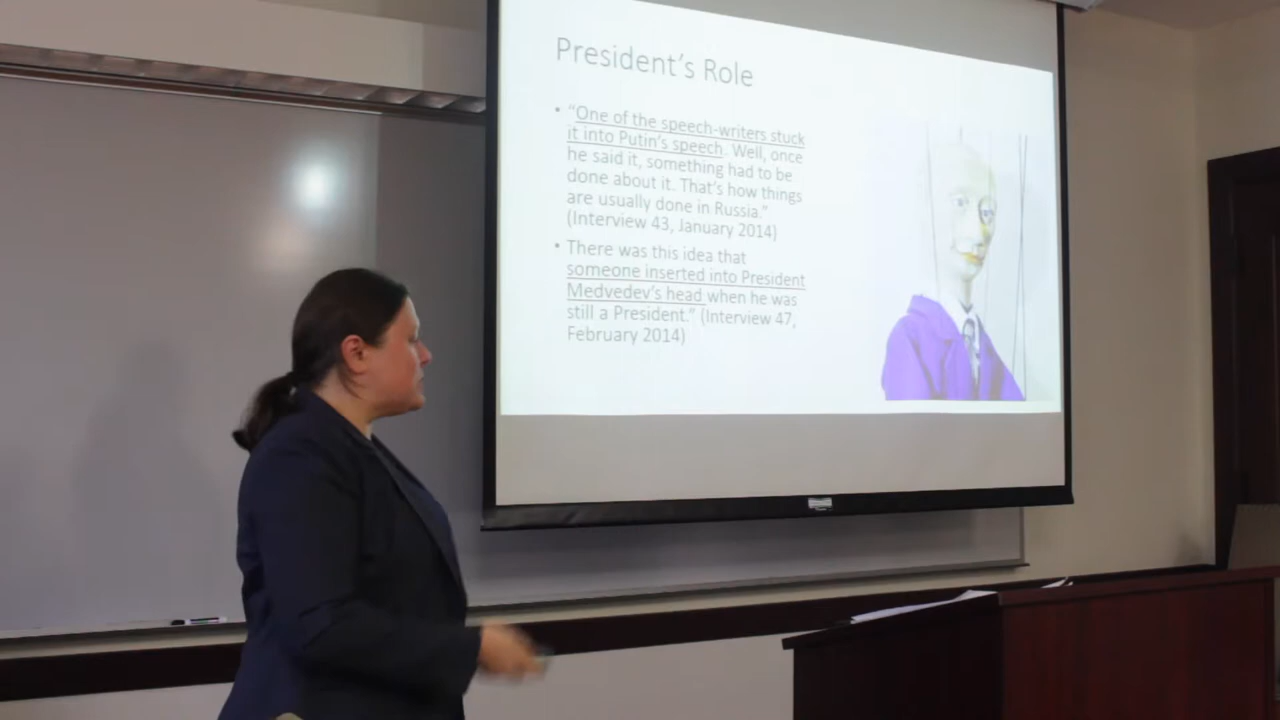 President's Role
• "One of the speech-writers stuck
it into Putin's speech. Well, once
he said it, something had to be
done about it. That's how things
are usually done in Russia."
(Interview 43, January 2014)
• There was this idea that
someone inserted into President
Medvedev's head when he was
still a President." (Interview 47,
February 2014)